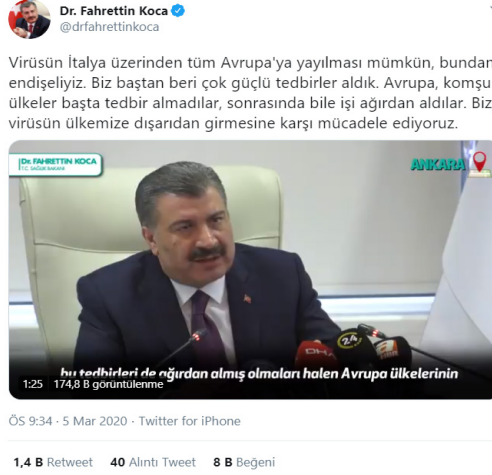 Dr. Fahrettin Koca
@drfahrettinkoca
Virüsün İtalya üzerinden tüm Avrupa'ya yayılması mümkün, bundan
endişeliyiz. Biz baştan beri çok güçlü tedbirler aldık. Avrupa, komşu
ülkeler başta tedbir almadılar, sonrasında bile işi ağırdan aldılar. Biz
virüsün ülkemize dışarıdan girmesine karşı mücadele ediyoruz.
Dr. FAHRETTİN KOCA
T.C. SAĞLIK BAKANI
ANKARA
DHA
24
bu tedbirleri de ağırdan almış olmaları halen Avrupa ülkelerinin
1:25 174,8 B görüntülenme
ÖS 9:34 · 5 Mar 2020 · Twitter for iPhone
1,4 B Retweet 40 Alıntı Tweet 8 B Beğeni